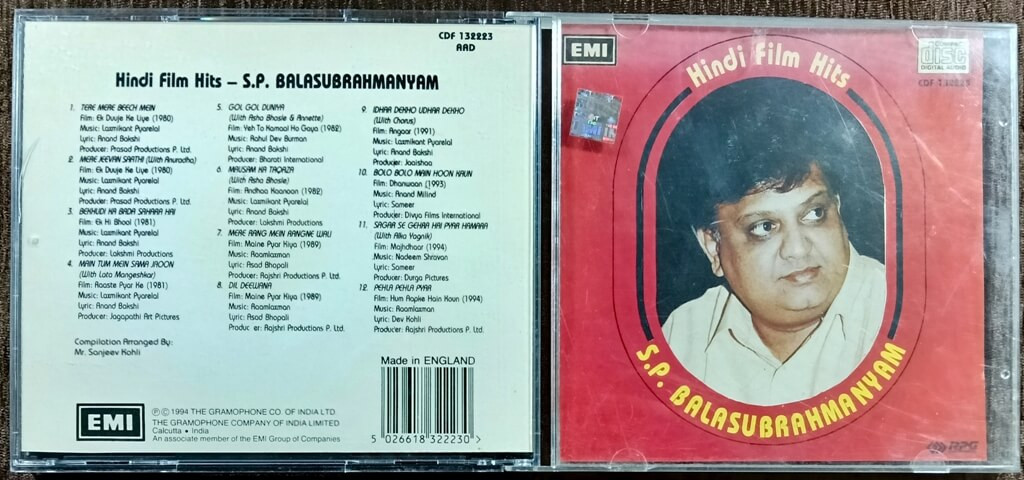 CDF 132223
AAD
Hindi Film Hits – S.P. BALASUBRAHMANYAM
1. TERE MERE BEECH MEIN
Film: Ek Duuje Ke Liye (1980)
Music: Laxmikant Pyarelal
Lyric: Anand Bakshi
Producer: Prasad Productions P. Ltd.
2. MERE JEEVAN SAATHI (With Anuradha)
Film: Ek Duuje Ke Liye (1980)
Music: Laxmikant Pyarelal
Lyric: Anand Bakshi
Producer: Prasad Productions P. Ltd.
3. BEKHUDI KA BADA SAHARA HAI
Film: Ek Hi Bhool (1981)
Music: Laxmikant Pyarelal
Lyric: Anand Bakshi
Producer: Lakshmi Productions
4. MAIN TUM MEIN SAMA JAOON
(With Lata Mangeshkar)
Film: Raaste Pyar Ke (1981)
Music: Laxmikant Pyarelal
Lyric: Anand Bakshi
Producer: Jagapathi Art Pictures
5. GOL GOL DUNIYA
(With Asha Bhosle & Annette)
Film: Yeh To Kamaal Ho Gaya (1982)
Music: Rahul Dev Burman
Lyric: Anand Bakshi
Producer: Bharati International
6. MAUSAM KA TAQAZA
(With Asha Bhosle)
Film: Andhaa Kaanoon (1982)
Music: Laxmikant Pyarelal
Lyric: Anand Bakshi
Producer: Lakshmi Productions
7. MERE RANG MEIN RANGNE WALI
Film: Maine Pyar Kiya (1989)
Music: Raamlaxman
Lyric: Asad Bhopali
Producer: Rajshri Productions P. Ltd.
8. DIL DEEWANA
Film: Maine Pyar Kiya (1989)
Music: Raamlaxman
Lyric: Asad Bhopali
Produc er: Rajshri Productions P. Ltd.
9. IDHAR DEKHO UDHAR DEKHO
(With Chorus)
Film: Angaar (1991)
Music: Laxmikant Pyarelal
Lyric: Anand Bakshi
Producer: Jaaishaa
10. BOLO BOLO MAIN HOON KAUN
Film: Dhanwaan (1993)
Music: Anand Milind
Lyric: Sameer
Producer: Divya Films International
11. SAGAR SE GEHRA HAI PYAR HAMARA
(With Alka Yagnik)
Film: Majhdhaar (1994)
Music: Nadeem Shravan
Lyric: Sameer
Producer: Durga Pictures
12. PEHLA PEHLA PYAR
Film: Hum Aapke Hain Koun (1994)
Music: Raamlaxman
Lyric: Dev Kohli
Producer: Rajshri Productions P. Ltd.
Compilation Arranged By:
Mr. Sanjeev Kohli
Made in ENGLAND
EMI
℗ © 1994 THE GRAMOPHONE CO. OF INDIA LTD.
THE GRAMOPHONE COMPANY OF INDIA LIMITED
Calcutta • India
An associate member of the EMI Group of Companies
5 026618 322230 >
EMI
Hindi Film Hits
COMPACT
disc
DIGITAL AUDIO
CDF 132223
S.P. BALASUBRAHMANYAM
RPG